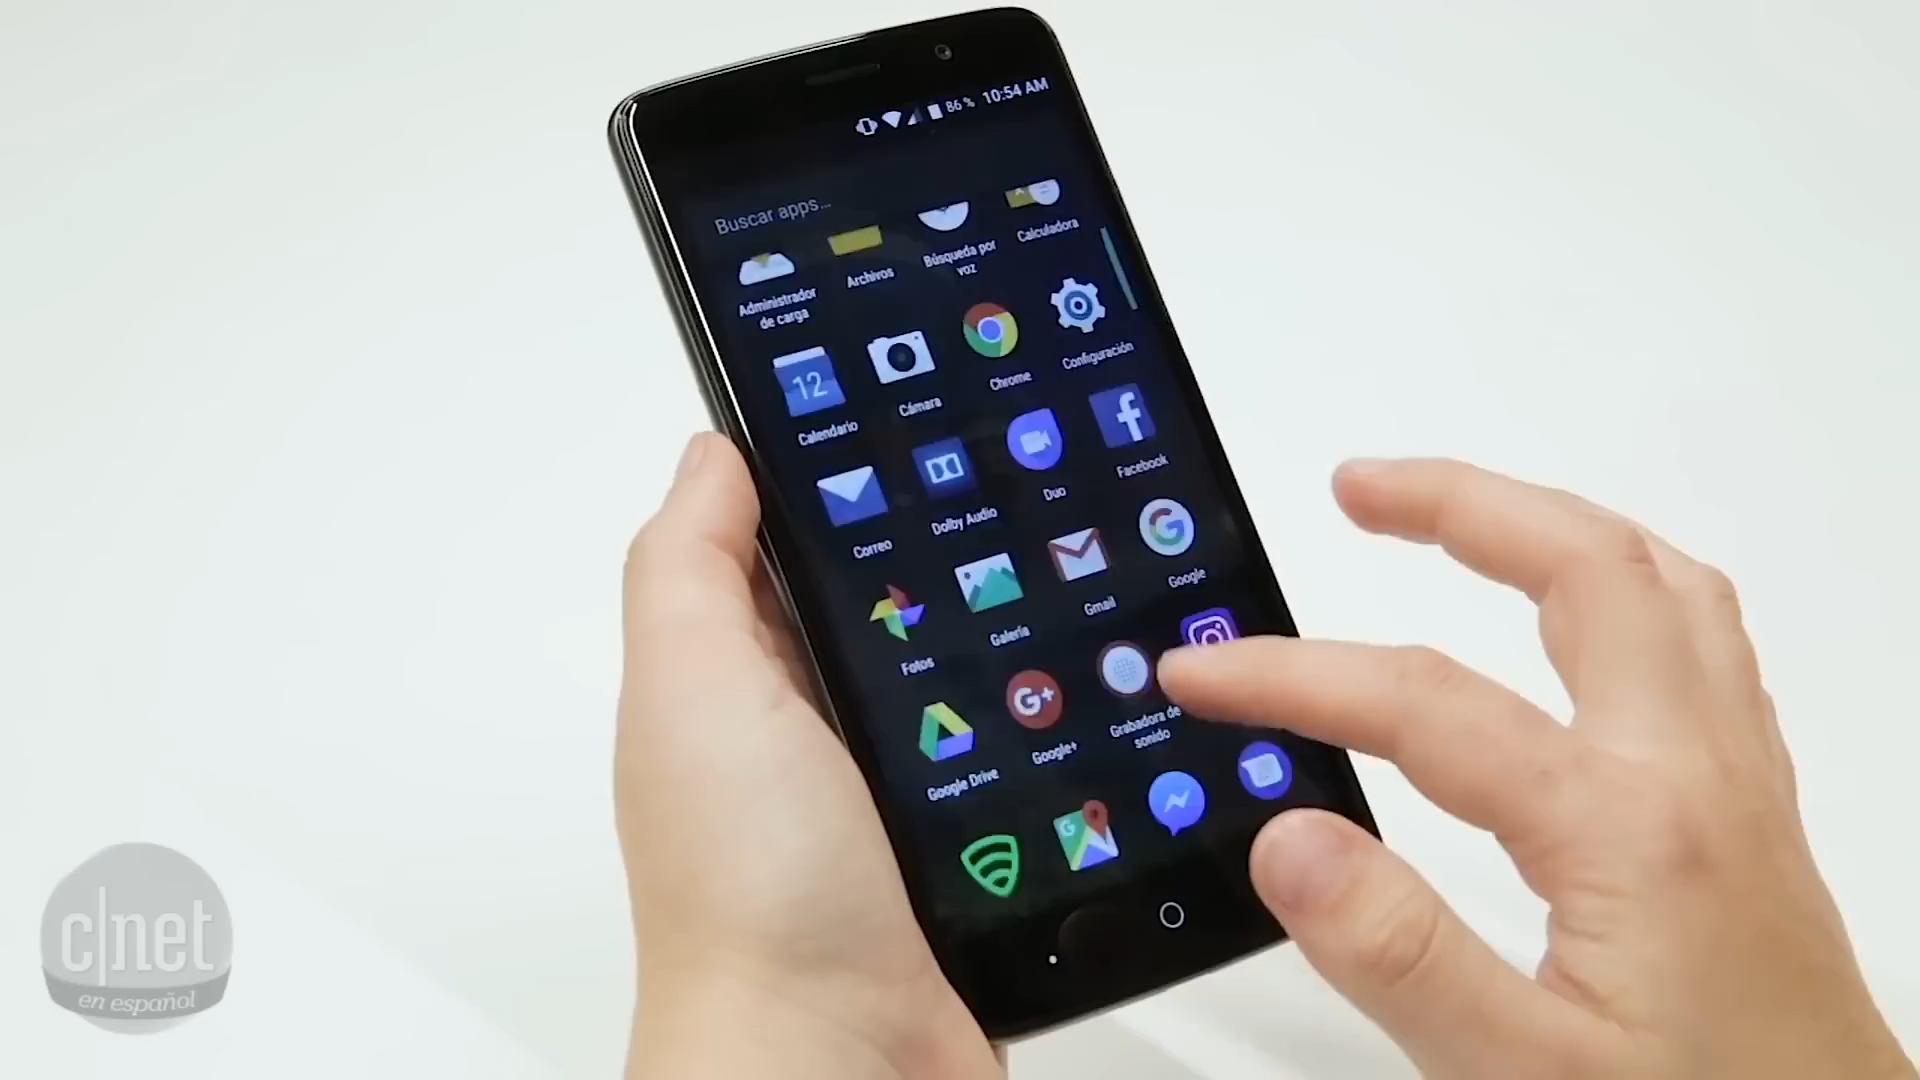 86 % 10:54 AM
Buscar apps...
Administrador
de carga
Archivos
Búsqueda por
voz
Calculadora
12
Calendario
Cámara
Chrome
Configuración
Correo
Dolby Audio
Duo
f
Facebook
Fotos
Galería
Gmail
G
Google
Google Drive
G+
Google+
Grabadora de
sonido
G
c|net
en español